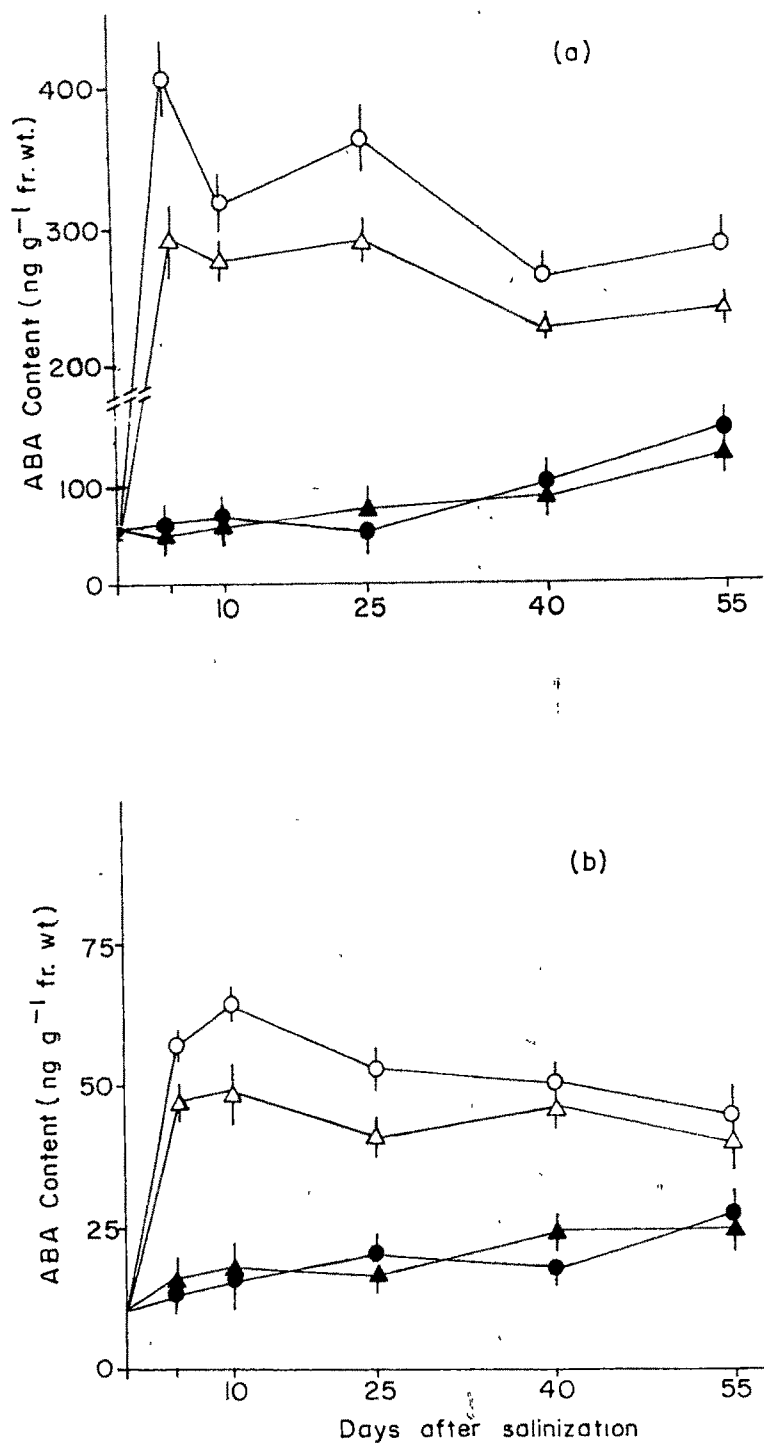 (a)
ABA Content (ng g⁻¹ fr. wt.)
400
300
200
100
0
10 25 40 55
(b)
ABA Content (ng g⁻¹ fr. wt)
75
50
25
0
10 25 40 55
Days after salinization